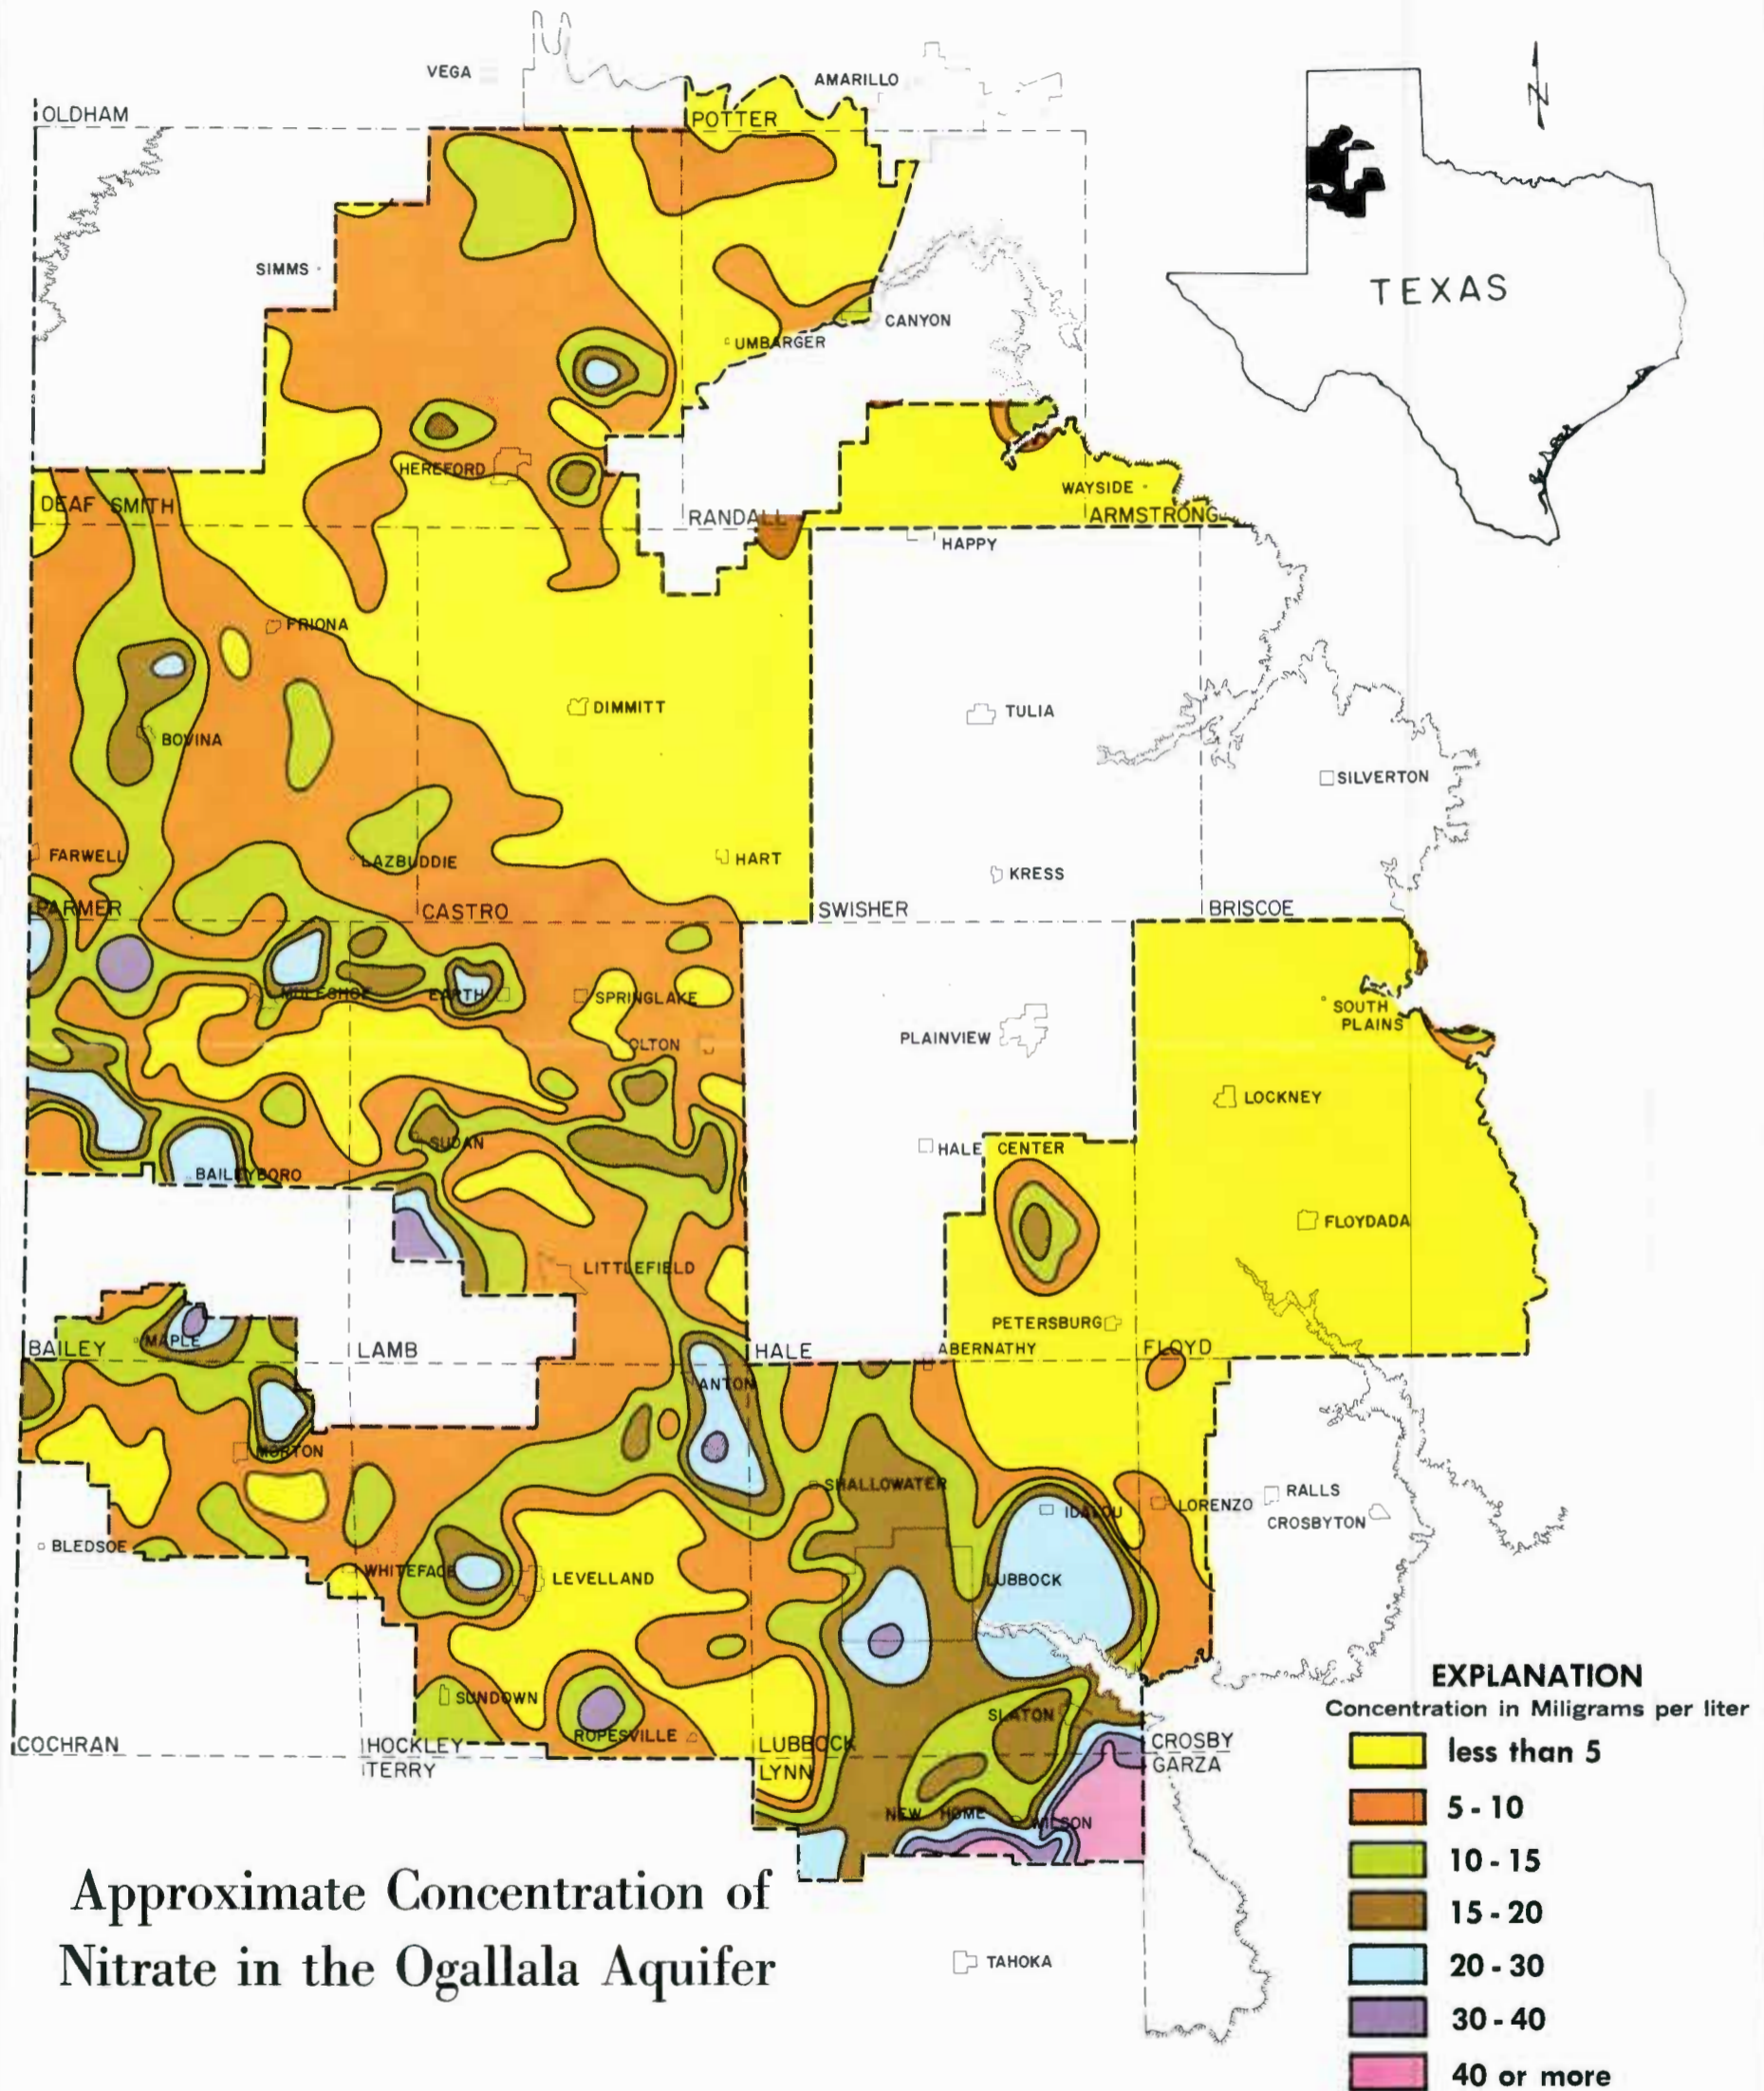 VEGA
AMARILLO
OLDHAM
POTTER
N
SIMMS
TEXAS
CANYON
UMBARGER
HEREFORD
WAYSIDE
DEAF SMITH
RANDALL
ARMSTRONG
HAPPY
FRIONA
DIMMITT
TULIA
BOVINA
SILVERTON
FARWELL
LAZBUDDIE
HART
KRESS
PARMER
CASTRO
SWISHER
BRISCOE
MULESHOE
EARTH
SPRINGLAKE
SOUTH
PLAINS
OLTON
PLAINVIEW
LOCKNEY
SUDAN
HALE CENTER
BAILEYBORO
FLOYDADA
LITTLEFIELD
PETERSBURG
MAPLE
BAILEY
LAMB
HALE
ABERNATHY
FLOYD
ANTON
MORTON
SHALLOWATER
IDALOU
LORENZO
RALLS
CROSBYTON
BLEDSOE
WHITEFACE
LEVELLAND
LUBBOCK
SUNDOWN
ROPESVILLE
SLATON
COCHRAN
HOCKLEY
TERRY
LUBBOCK
LYNN
CROSBY
GARZA
NEW HOME
WILSON
TAHOKA
EXPLANATION
Concentration in Miligrams per liter
less than 5
5 - 10
10 - 15
15 - 20
20 - 30
30 - 40
40 or more
Approximate Concentration of
Nitrate in the Ogallala Aquifer